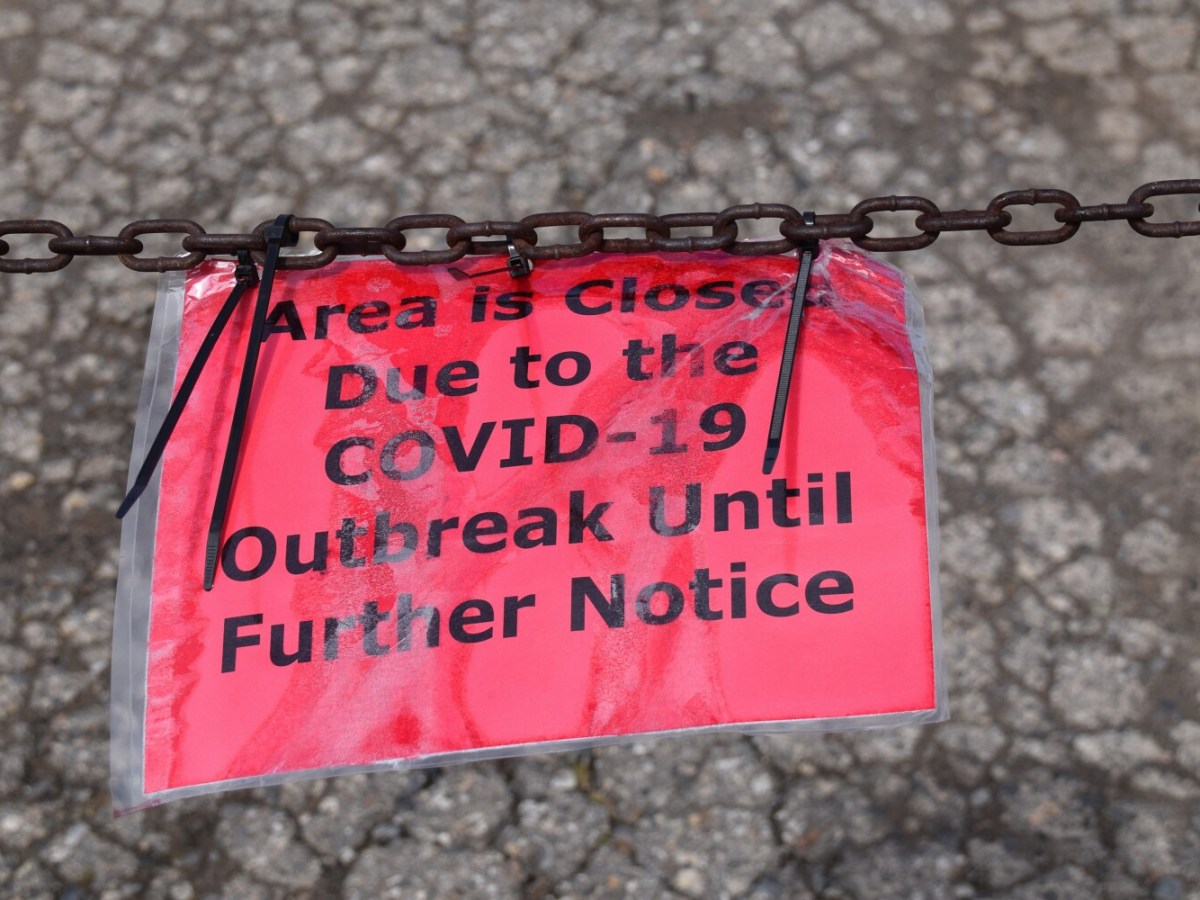 Area is Closed
Due to the
COVID-19
Outbreak Until
Further Notice